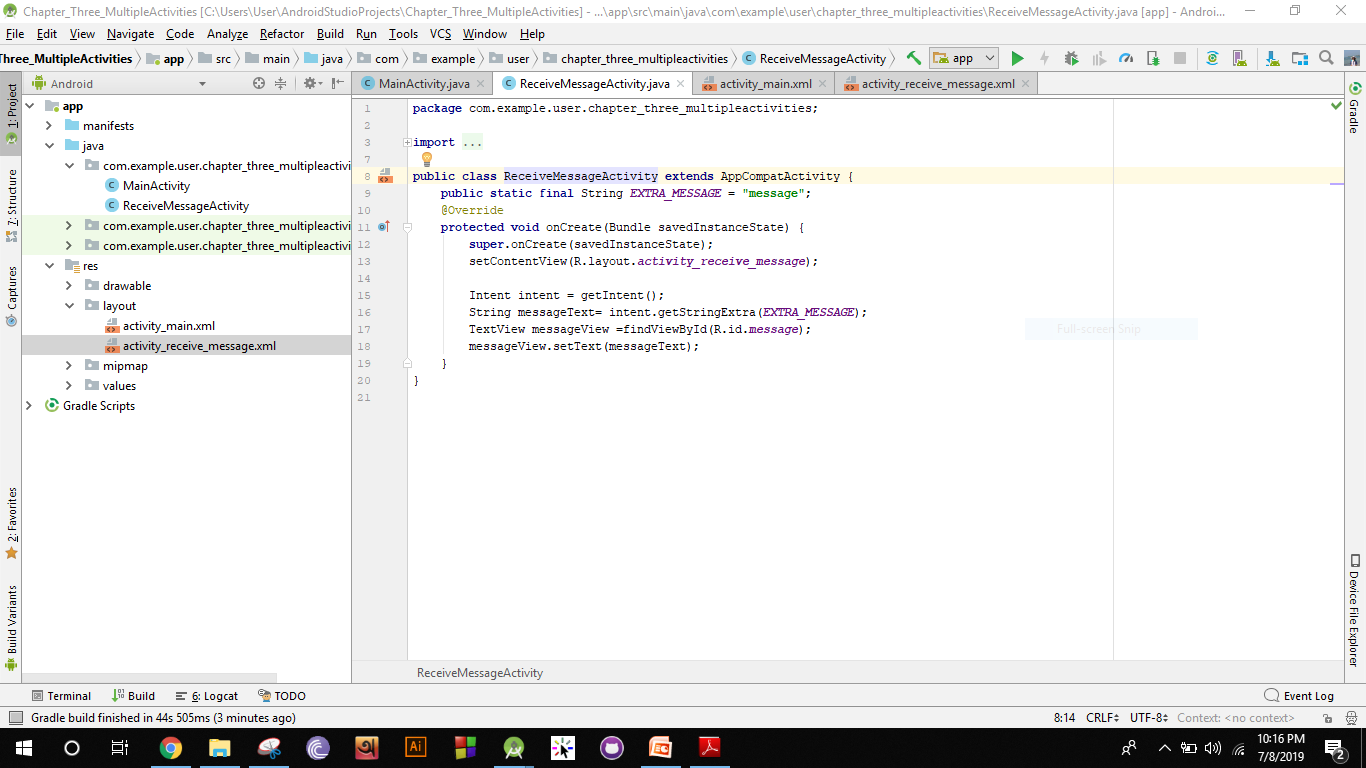 Chapter_Three_MultipleActivities [C:\Users\User\AndroidStudioProjects\Chapter_Three_MultipleActivities] - ...\app\src\main\java\com\example\user\chapter_three_multipleactivities\ReceiveMessageActivity.java [app] - Androi...
File Edit View Navigate Code Analyze Refactor Build Run Tools VCS Window Help
Three_MultipleActivities app src main java com example user chapter_three_multipleactivities ReceiveMessageActivity app
Android
MainActivity.java ReceiveMessageActivity.java activity_main.xml activity_receive_message.xml
1: Project
7: Structure
Captures
2: Favorites
Build Variants
app
manifests
java
com.example.user.chapter_three_multipleactivi
MainActivity
ReceiveMessageActivity
com.example.user.chapter_three_multipleactivi
com.example.user.chapter_three_multipleactivi
res
drawable
layout
activity_main.xml
activity_receive_message.xml
mipmap
values
Gradle Scripts
1 package com.example.user.chapter_three_multipleactivities;
2
3 import ...
7
8 public class ReceiveMessageActivity extends AppCompatActivity {
9 public static final String EXTRA_MESSAGE = "message";
10 @Override
11 protected void onCreate(Bundle savedInstanceState) {
12 super.onCreate(savedInstanceState);
13 setContentView(R.layout.activity_receive_message);
14
15 Intent intent = getIntent();
16 String messageText= intent.getStringExtra(EXTRA_MESSAGE);
17 TextView messageView =findViewById(R.id.message);
18 messageView.setText(messageText);
19 }
20 }
21
Full-screen Snip
Gradle
Device File Explorer
ReceiveMessageActivity
Terminal Build 6: Logcat TODO Event Log
Gradle build finished in 44s 505ms (3 minutes ago) 8:14 CRLF UTF-8 Context: <no context>
Ai
10:16 PM
7/8/2019
2